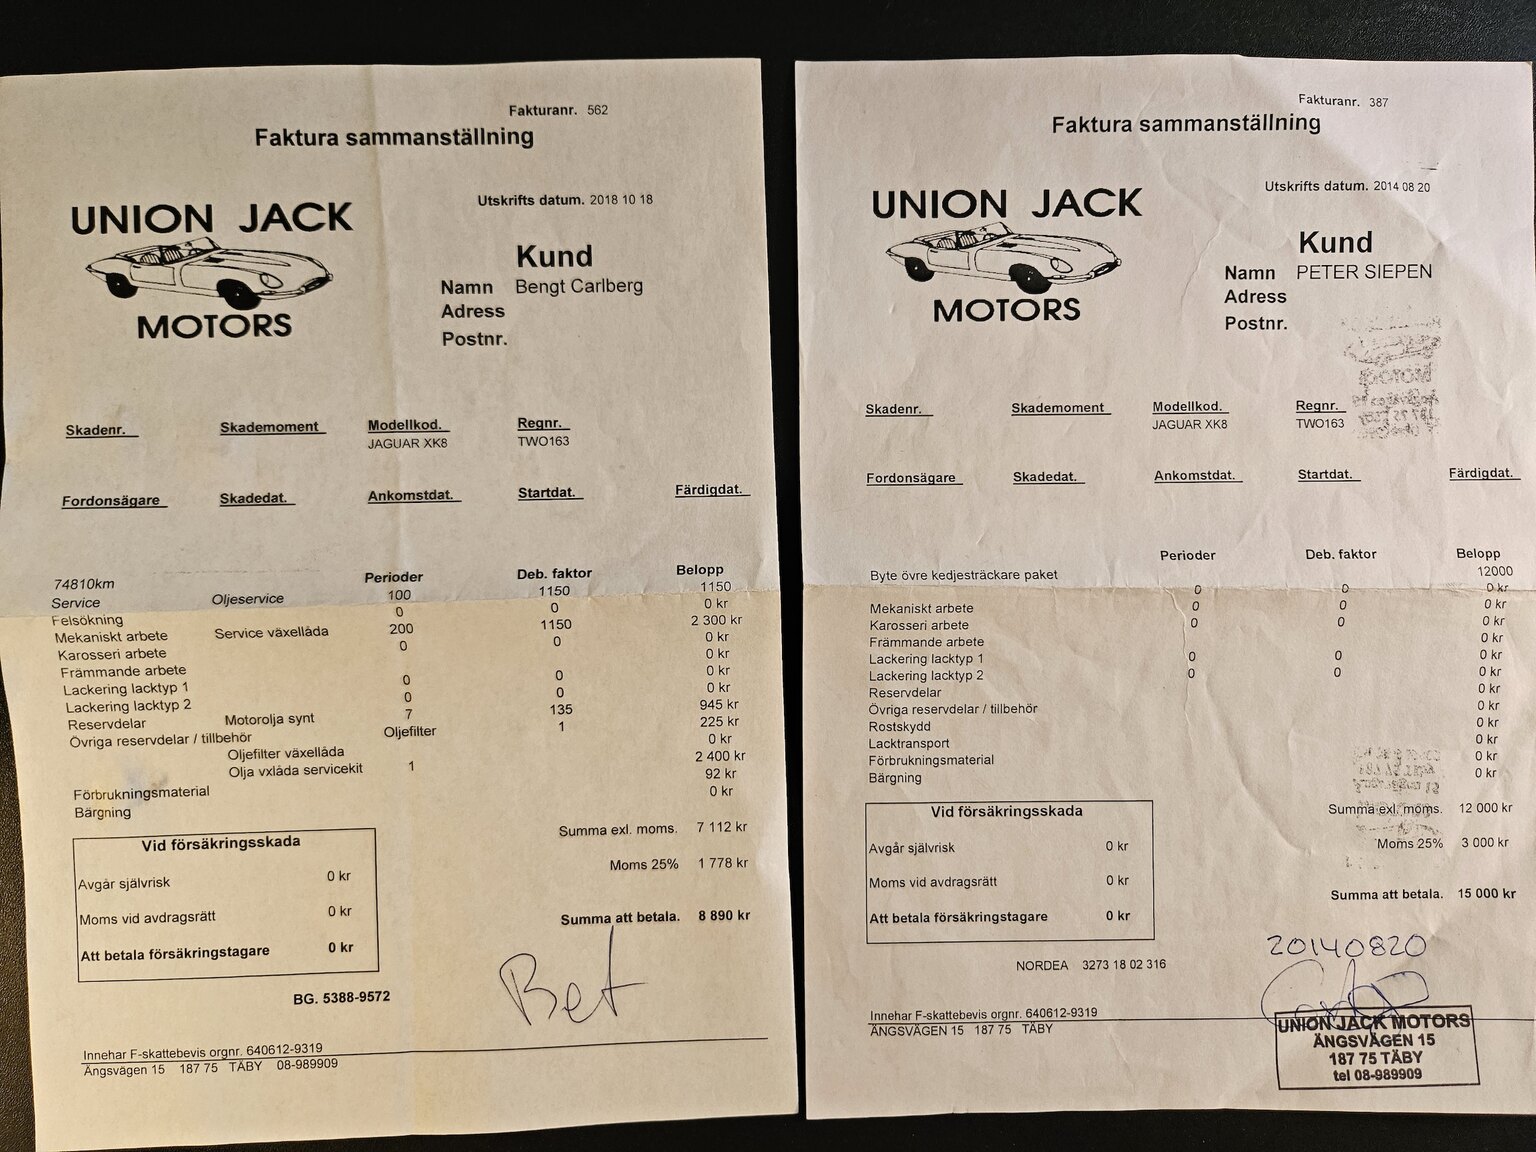 Fakturanr. 562
Faktura sammanställning
Utskrifts datum. 2018 10 18
UNION JACK
MOTORS
Kund
Namn Bengt Carlberg
Adress
Postnr.
Skadenr. Skademoment Modellkod. Regnr.
JAGUAR XK8 TWO163
Fordonsägare Skadedat. Ankomstdat. Startdat. Färdigdat.
74810km Perioder Deb. faktor Belopp
Service Oljeservice 100 1150 1150
Felsökning 0 0 0 kr
Mekaniskt arbete Service växellåda 200 1150 2 300 kr
Karosseri arbete 0 0 0 kr
Främmande arbete 0 kr
Lackering lacktyp 1 0 0 0 kr
Lackering lacktyp 2 0 0 0 kr
Reservdelar Motorolja synt 7 135 945 kr
Övriga reservdelar / tillbehör Oljefilter 1 225 kr
Oljefilter växellåda 0 kr
Olja vxlåda servicekit 1 2 400 kr
Förbrukningsmaterial 92 kr
Bärgning 0 kr
Vid försäkringsskada
Avgår självrisk 0 kr
Moms vid avdragsrätt 0 kr
Att betala försäkringstagare 0 kr
Summa exl. moms. 7 112 kr
Moms 25% 1 778 kr
Summa att betala. 8 890 kr
Bet
BG. 5388-9572
Innehar F-skattebevis orgnr. 640612-9319
Ängsvägen 15 187 75 TÄBY 08-989909
Fakturanr. 387
Faktura sammanställning
Utskrifts datum. 2014 08 20
UNION JACK
MOTORS
Kund
Namn PETER SIEPEN
Adress
Postnr.
Skadenr. Skademoment Modellkod. Regnr.
JAGUAR XK8 TWO163
Fordonsägare Skadedat. Ankomstdat. Startdat. Färdigdat.
Perioder Deb. faktor Belopp
Byte övre kedjesträckare paket 12000
0 0 0 kr
Mekaniskt arbete 0 0 0 kr
Karosseri arbete 0 0 0 kr
Främmande arbete 0 kr
Lackering lacktyp 1 0 0 0 kr
Lackering lacktyp 2 0 0 0 kr
Reservdelar 0 kr
Övriga reservdelar / tillbehör 0 kr
Rostskydd 0 kr
Lacktransport 0 kr
Förbrukningsmaterial 0 kr
Bärgning 0 kr
Vid försäkringsskada
Avgår självrisk 0 kr
Moms vid avdragsrätt 0 kr
Att betala försäkringstagare 0 kr
Summa exl. moms. 12 000 kr
Moms 25% 3 000 kr
Summa att betala. 15 000 kr
20140820
NORDEA 3273 18 02 316
Innehar F-skattebevis orgnr. 640612-9319
ÄNGSVÄGEN 15 187 75 TÄBY
UNION JACK MOTORS
ÄNGSVÄGEN 15
187 75 TÄBY
tel 08-989909